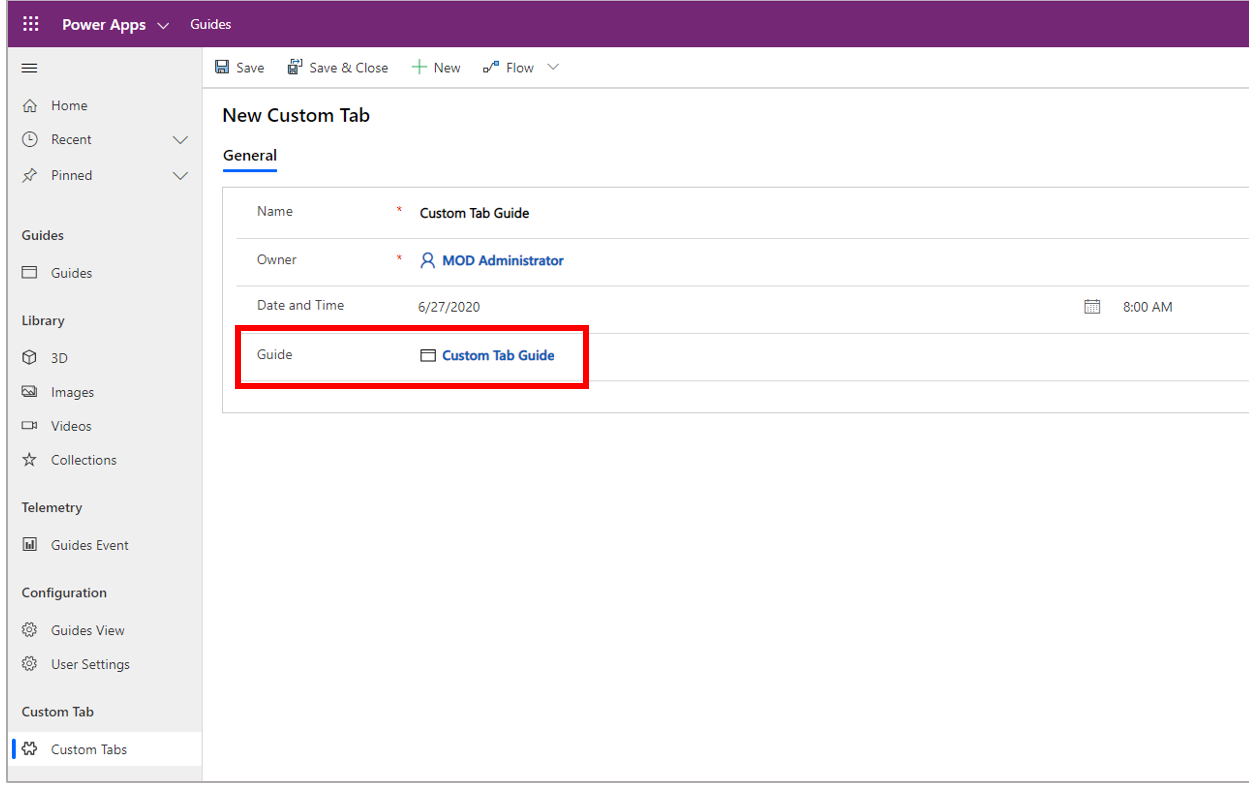 Power Apps Guides
Save Save & Close New Flow
Home
Recent
Pinned
Guides
Guides
Library
3D
Images
Videos
Collections
Telemetry
Guides Event
Configuration
Guides View
User Settings
Custom Tab
Custom Tabs
New Custom Tab
General
Name * Custom Tab Guide
Owner * MOD Administrator
Date and Time 6/27/2020 8:00 AM
Guide Custom Tab Guide